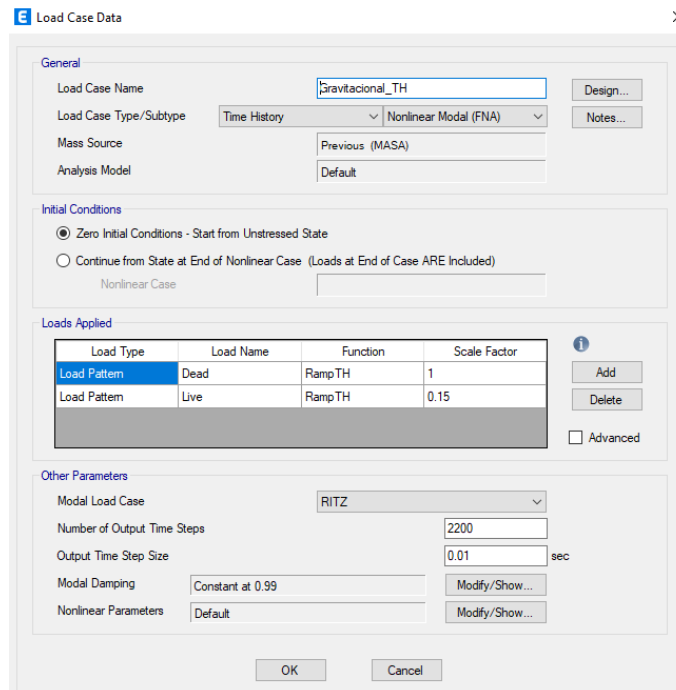 E Load Case Data
General
Load Case Name Gravitacional_TH Design...
Load Case Type/Subtype Time History Nonlinear Modal (FNA) Notes...
Mass Source Previous (MASA)
Analysis Model Default
Initial Conditions
Zero Initial Conditions - Start from Unstressed State
Continue from State at End of Nonlinear Case (Loads at End of Case ARE Included)
Nonlinear Case
Loads Applied
Load Type Load Name Function Scale Factor
Load Pattern Dead RampTH 1 Add
Load Pattern Live RampTH 0.15 Delete
Advanced
Other Parameters
Modal Load Case RITZ
Number of Output Time Steps 2200
Output Time Step Size 0.01 sec
Modal Damping Constant at 0.99 Modify/Show...
Nonlinear Parameters Default Modify/Show...
OK Cancel